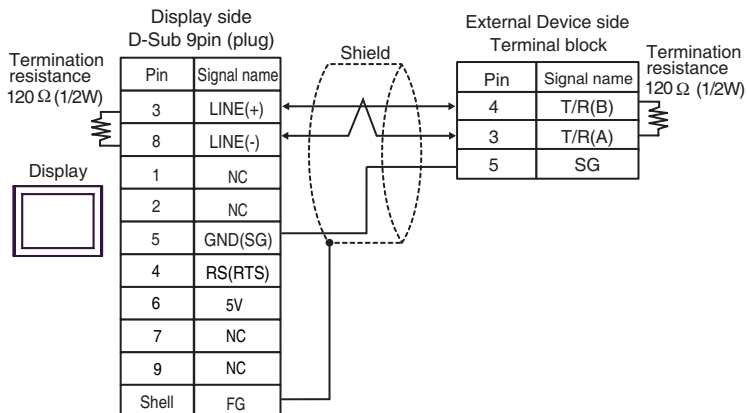 Display side
D-Sub 9pin (plug)
External Device side
Terminal block
Shield
Termination
resistance
120 Ω (1/2W)
Termination
resistance
120 Ω (1/2W)
Display
Pin Signal name
3 LINE(+)
8 LINE(-)
1 NC
2 NC
5 GND(SG)
4 RS(RTS)
6 5V
7 NC
9 NC
Shell FG
Pin Signal name
4 T/R(B)
3 T/R(A)
5 SG